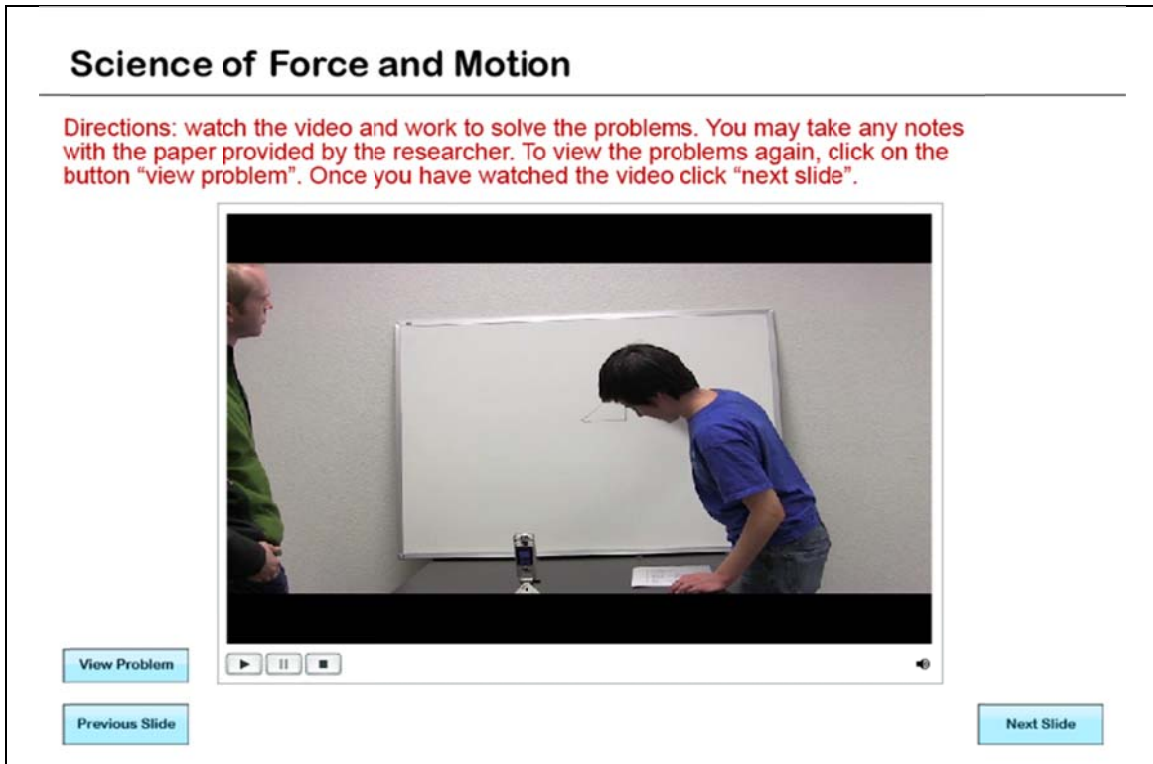 Science of Force and Motion
Directions: watch the video and work to solve the problems. You may take any notes
with the paper provided by the researcher. To view the problems again, click on the
button “view problem”. Once you have watched the video click “next slide”.
View Problem
Previous Slide
Next Slide